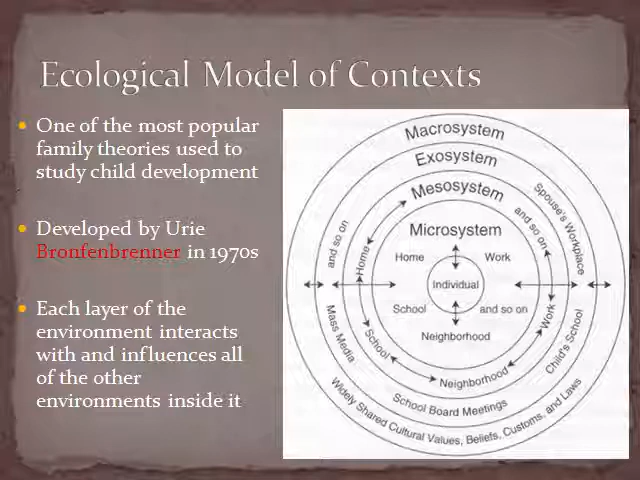 Ecological Model of Contexts
One of the most popular
family theories used to
study child development
Developed by Urie
Bronfenbrenner in 1970s
Each layer of the
environment interacts
with and influences all
of the other
environments inside it
Macrosystem
Exosystem
Mesosystem
Microsystem
Home
Work
Individual
School
and so on
Neighborhood
Home
and so on
Work
School
Neighborhood
and so on
Spouse's Workplace
Mass Media
Child's School
School Board Meetings
Widely Shared Cultural Values, Beliefs, Customs, and Laws